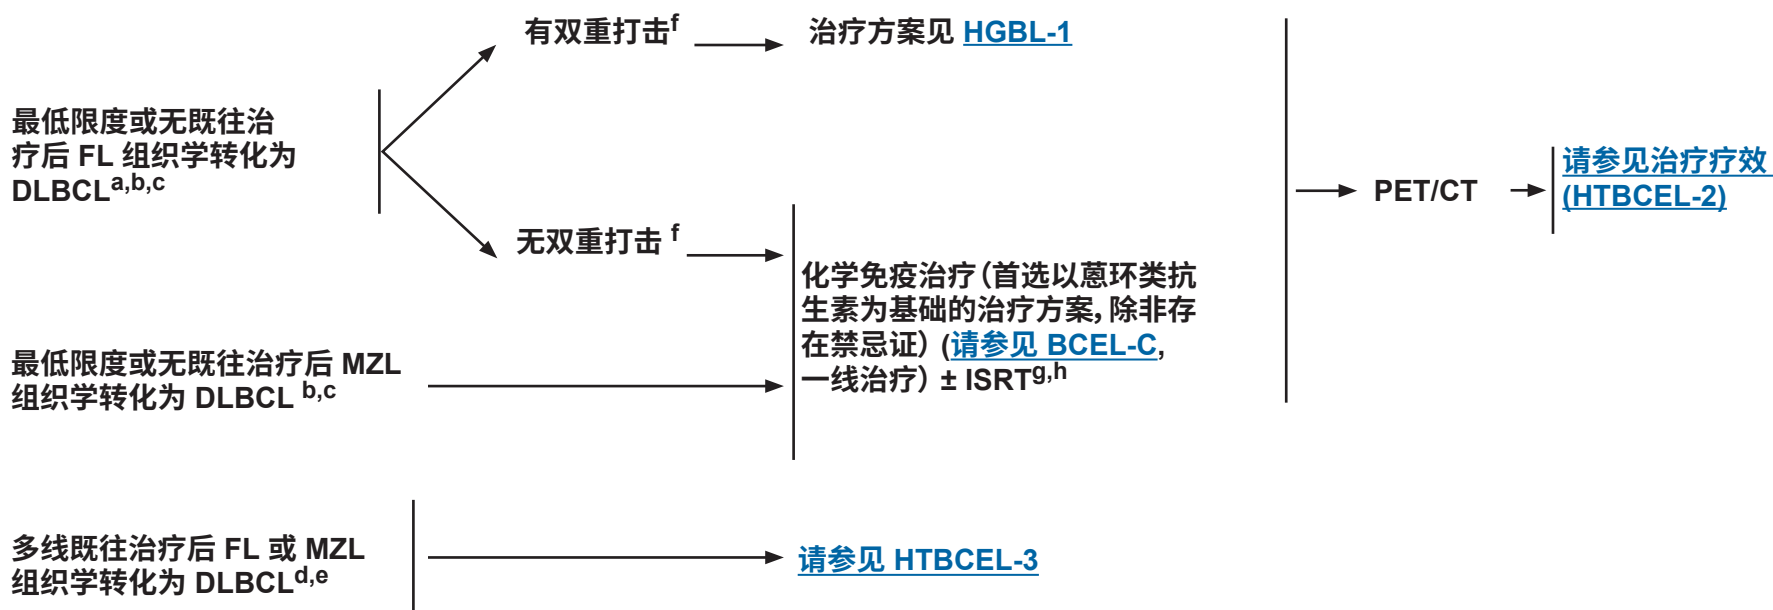 有双重打击f
治疗方案见 HGBL-1
最低限度或无既往治
疗后 FL 组织学转化为
DLBCLa,b,c
请参见治疗疗效
(HTBCEL-2)
PET/CT
无双重打击 f
化学免疫治疗（首选以蒽环类抗
生素为基础的治疗方案，除非存
在禁忌证）(请参见 BCEL-C,
一线治疗）± ISRTg,h
最低限度或无既往治疗后 MZL
组织学转化为 DLBCL b,c
多线既往治疗后 FL 或 MZL
组织学转化为 DLBCLd,e
请参见 HTBCEL-3